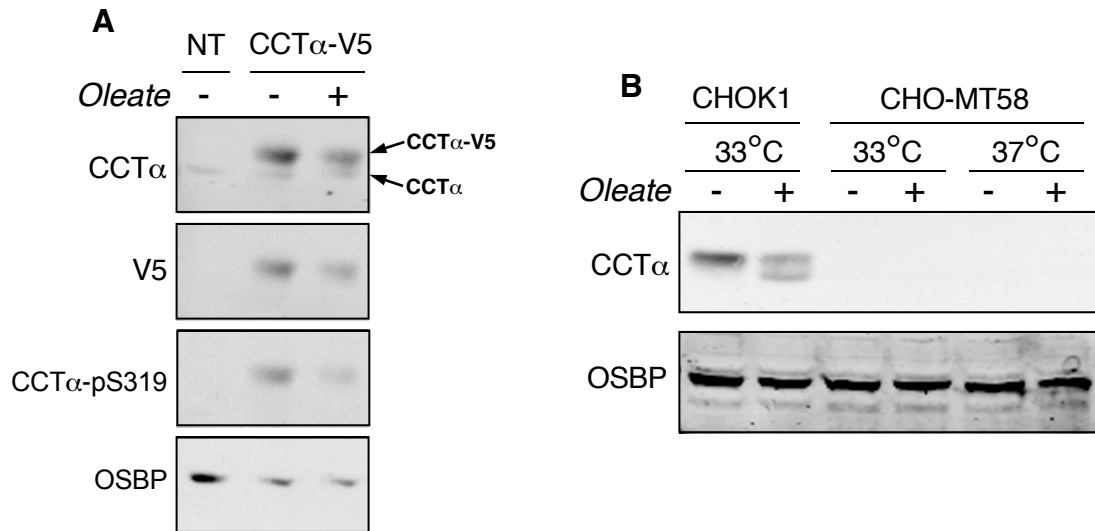 A
NT CCTα-V5
Oleate - - +
CCTα
CCTα-V5
CCTα
V5
CCTα-pS319
OSBP
B
CHOK1 CHO-MT58
33°C 33°C 37°C
Oleate - + - + - +
CCTα
OSBP